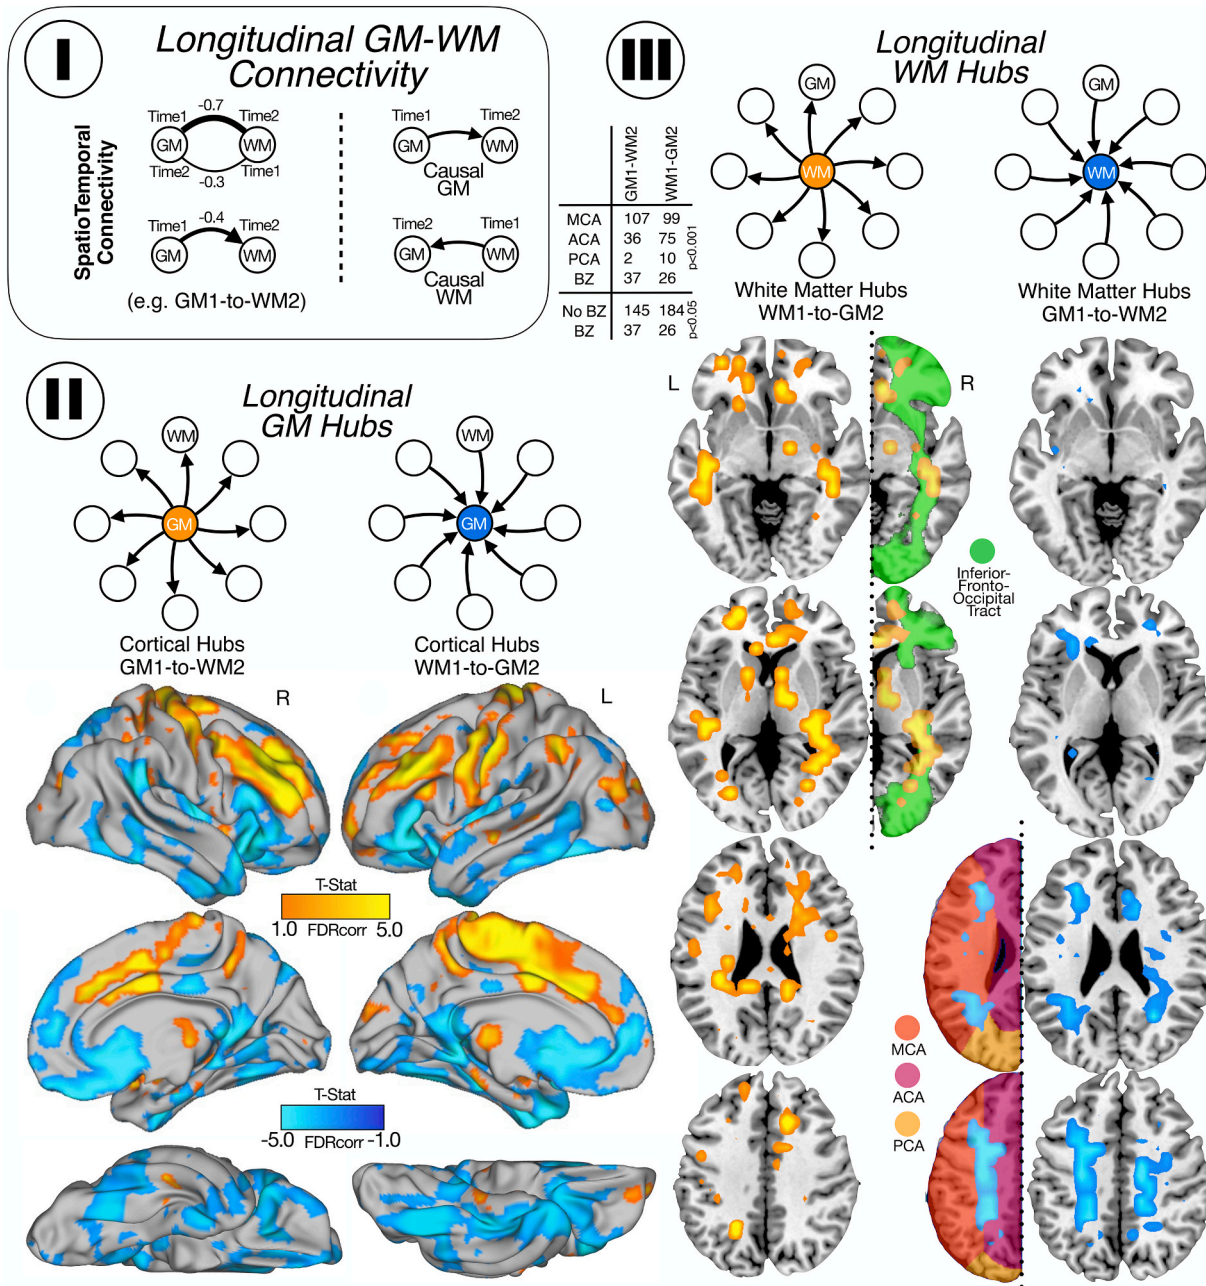 I
Longitudinal GM-WM
Connectivity
SpatioTemporal
Connectivity
Time1
-0.7
Time2
GM
WM
Time2
-0.3
Time1
Time1
-0.4
Time2
GM
WM
(e.g. GM1-to-WM2)
Time1
Time2
GM
WM
Causal
GM
Time2
Time1
GM
WM
Causal
WM
II
Longitudinal
GM Hubs
WM
GM
Cortical Hubs
GM1-to-WM2
WM
GM
Cortical Hubs
WM1-to-GM2
R
L
T-Stat
1.0 FDRcorr 5.0
T-Stat
-5.0 FDRcorr -1.0
III
Longitudinal
WM Hubs
GM1-WM2 WM1-GM2
MCA 107 99
ACA 36 75
PCA 2 10
BZ 37 26
p<0.001
No BZ 145 184
BZ 37 26
p<0.05
GM
WM
White Matter Hubs
WM1-to-GM2
GM
WM
White Matter Hubs
GM1-to-WM2
L
R
Inferior-
Fronto-
Occipital
Tract
MCA
ACA
PCA